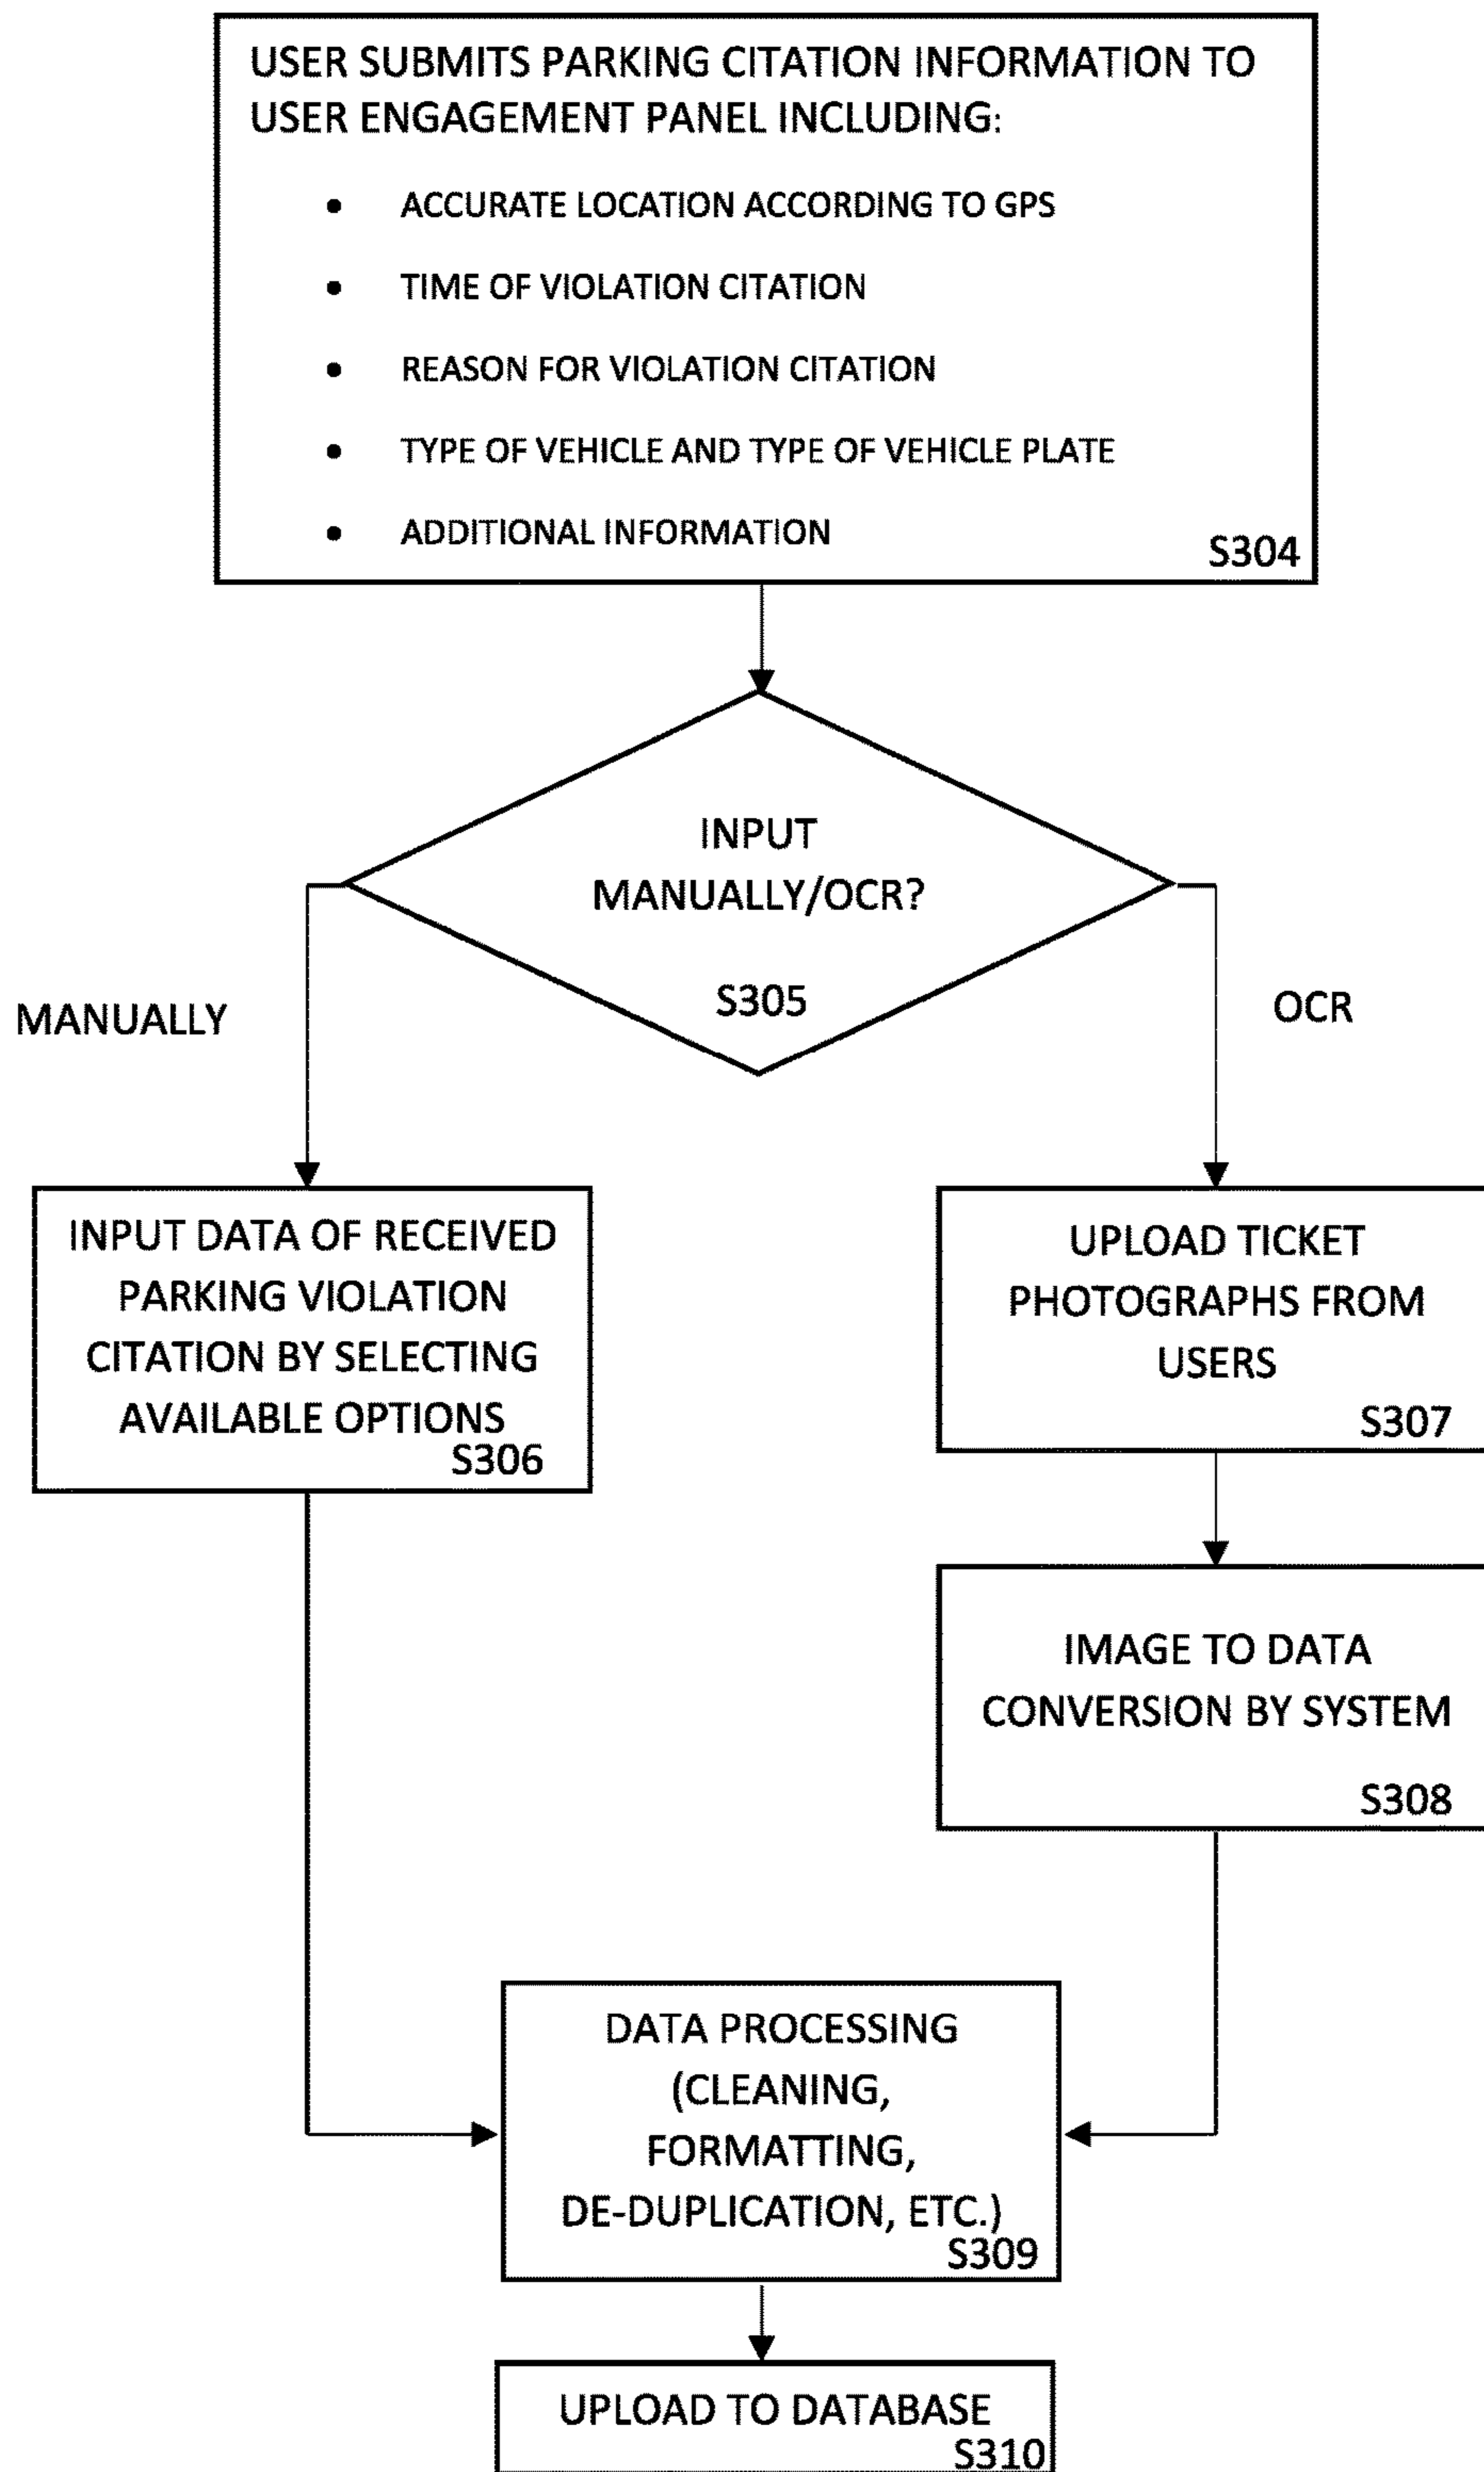 USER SUBMITS PARKING CITATION INFORMATION TO
USER ENGAGEMENT PANEL INCLUDING:
• ACCURATE LOCATION ACCORDING TO GPS
• TIME OF VIOLATION CITATION
• REASON FOR VIOLATION CITATION
• TYPE OF VEHICLE AND TYPE OF VEHICLE PLATE
• ADDITIONAL INFORMATION
S304
INPUT
MANUALLY/OCR?
S305
MANUALLY
OCR
INPUT DATA OF RECEIVED
PARKING VIOLATION
CITATION BY SELECTING
AVAILABLE OPTIONS
S306
UPLOAD TICKET
PHOTOGRAPHS FROM
USERS
S307
IMAGE TO DATA
CONVERSION BY SYSTEM
S308
DATA PROCESSING
(CLEANING,
FORMATTING,
DE-DUPLICATION, ETC.)
S309
UPLOAD TO DATABASE
S310